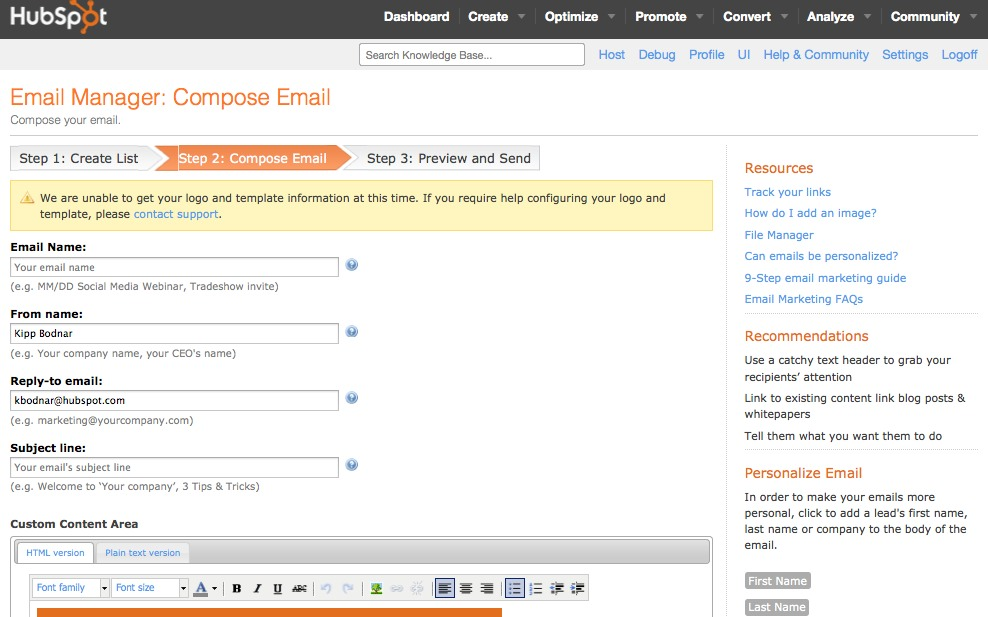 HubSpot
Dashboard Create Optimize Promote Convert Analyze Community
Search Knowledge Base... Host Debug Profile UI Help & Community Settings Logoff
Email Manager: Compose Email
Compose your email.
Step 1: Create List Step 2: Compose Email Step 3: Preview and Send
We are unable to get your logo and template information at this time. If you require help configuring your logo and
template, please contact support.
Email Name:
Your email name
(e.g. MM/DD Social Media Webinar, Tradeshow invite)
From name:
Kipp Bodnar
(e.g. Your company name, your CEO's name)
Reply-to email:
kbodnar@hubspot.com
(e.g. marketing@yourcompany.com)
Subject line:
Your email's subject line
(e.g. Welcome to ‘Your company’, 3 Tips & Tricks)
Custom Content Area
HTML version Plain text version
Font family Font size A B I U ABC
Resources
Track your links
How do I add an image?
File Manager
Can emails be personalized?
9-Step email marketing guide
Email Marketing FAQs
Recommendations
Use a catchy text header to grab your
recipients’ attention
Link to existing content link blog posts &
whitepapers
Tell them what you want them to do
Personalize Email
In order to make your emails more
personal, click to add a lead's first name,
last name or company to the body of the
email.
First Name
Last Name